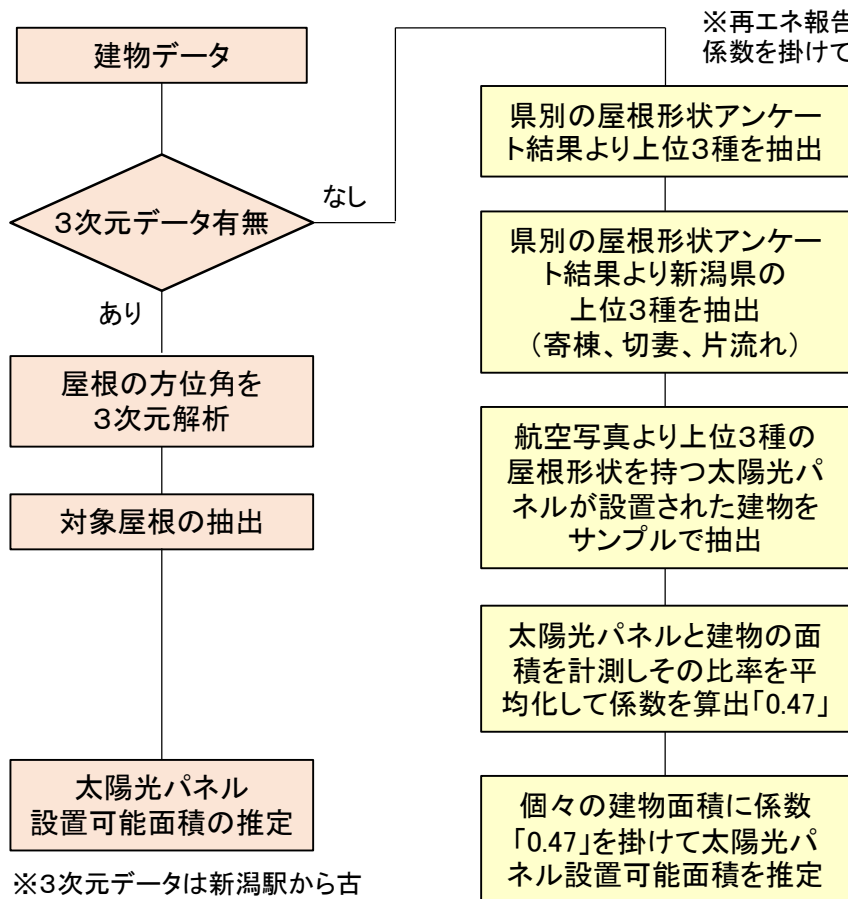 建物データ
3次元データ有無
なし
あり
屋根の方位角を
3次元解析
対象屋根の抽出
太陽光パネル
設置可能面積の推定
※3次元データは新潟駅から古
※再エネ報告
係数を掛けて
県別の屋根形状アンケー
ト結果より上位3種を抽出
県別の屋根形状アンケー
ト結果より新潟県の
上位3種を抽出
(寄棟、切妻、片流れ)
航空写真より上位3種の
屋根形状を持つ太陽光パ
ネルが設置された建物を
サンプルで抽出
太陽光パネルと建物の面
積を計測しその比率を平
均化して係数を算出「0.47」
個々の建物面積に係数
「0.47」を掛けて太陽光パ
ネル設置可能面積を推定